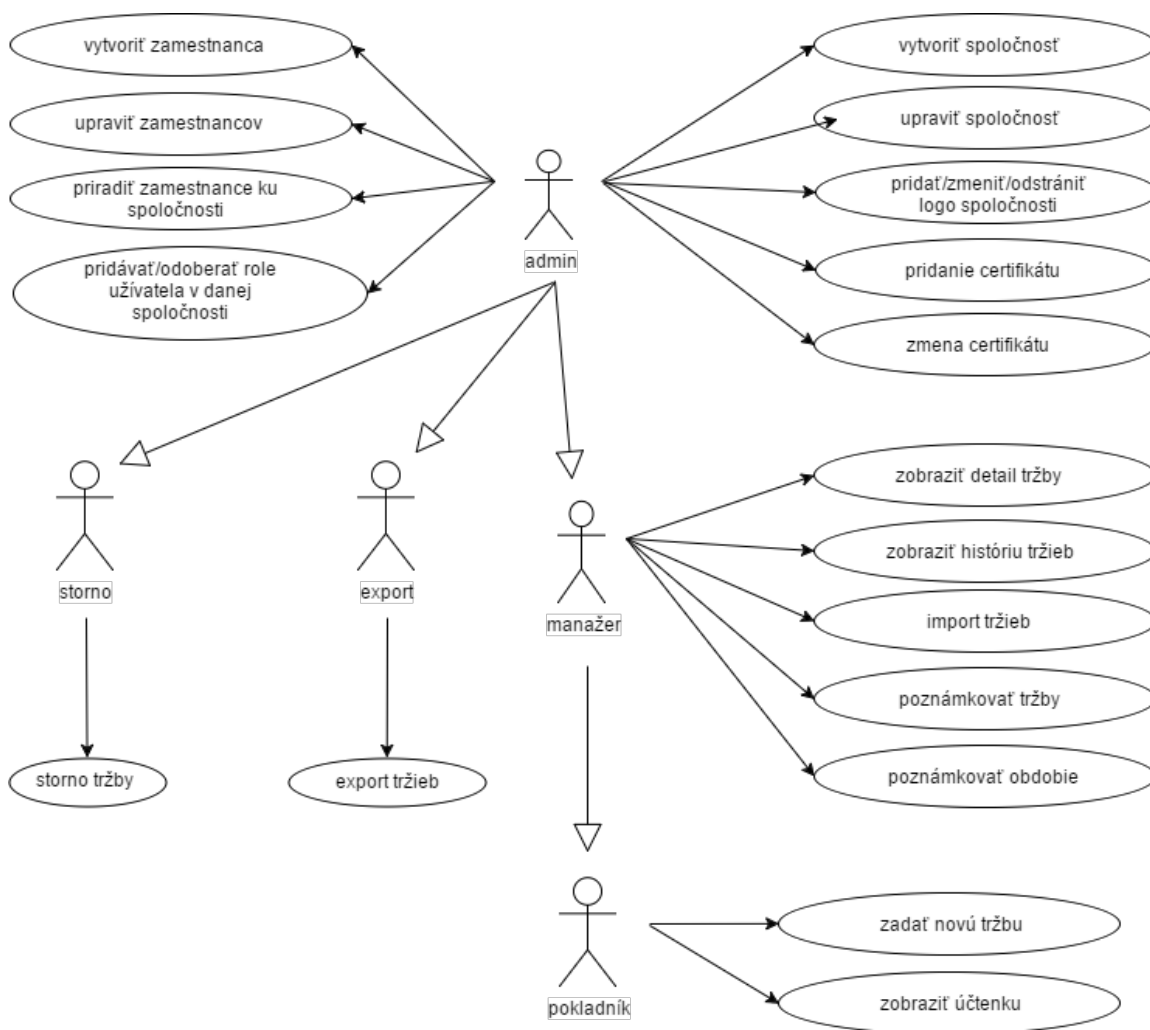 vytvoriť zamestnanca
upraviť zamestnancov
priradiť zamestnance ku
spoločnosti
pridávať/odoberať role
užívatela v danej
spoločnosti
admin
vytvoriť spoločnosť
upraviť spoločnosť
pridať/zmeniť/odstrániť
logo spoločnosti
pridanie certifikátu
zmena certifikátu
storno
export
manažer
zobraziť detail tržby
zobraziť históriu tržieb
import tržieb
poznámkovať tržby
poznámkovať obdobie
storno tržby
export tržieb
pokladník
zadať novú tržbu
zobraziť účtenku